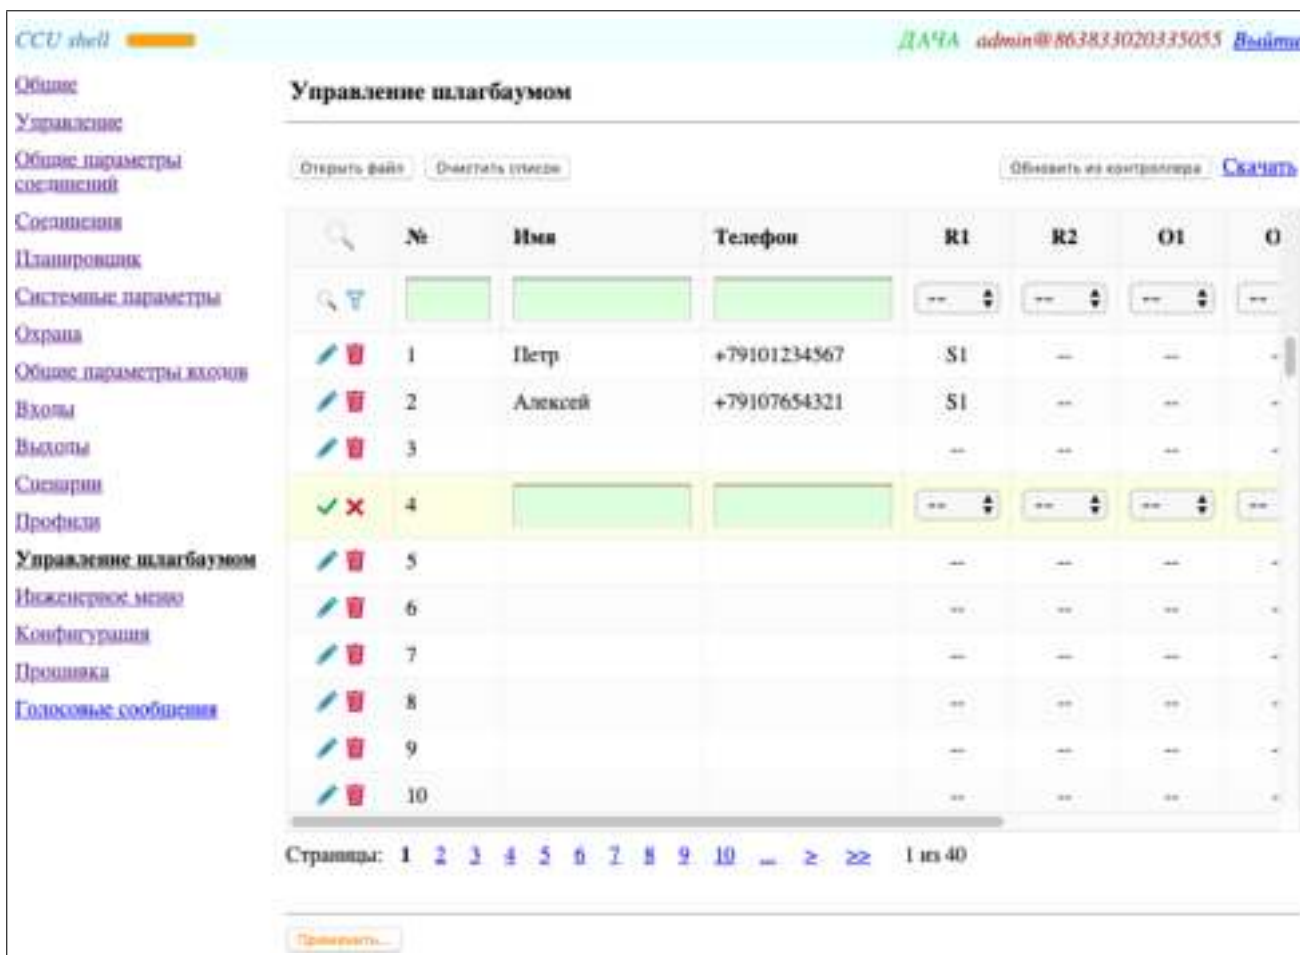 CCU shell
ДАЧА admin@863833020335055 Выйти
Общие
Управление
Общие параметры
соединений
Соединения
Планировщик
Системные параметры
Охрана
Общие параметры входов
Входы
Выходы
Сценарии
Профили
Управление шлагбаумом
Инженерное меню
Конфигурация
Прошивка
Голосовые сообщения
Управление шлагбаумом
Открыть файл Очистить список Обновить из контроллера Скачать
№ Имя Телефон R1 R2 O1 O
-- -- -- --
1 Петр +79101234567 S1 -- -- -
2 Алексей +79107654321 S1 -- -- -
3 -- -- -- -
4 -- -- -- --
5 -- -- -- -
6 -- -- -- -
7 -- -- -- -
8 -- -- -- -
9 -- -- -- -
10 -- -- -- -
Страницы: 1 2 3 4 5 6 7 8 9 10 ... > >> 1 из 40
Применить...